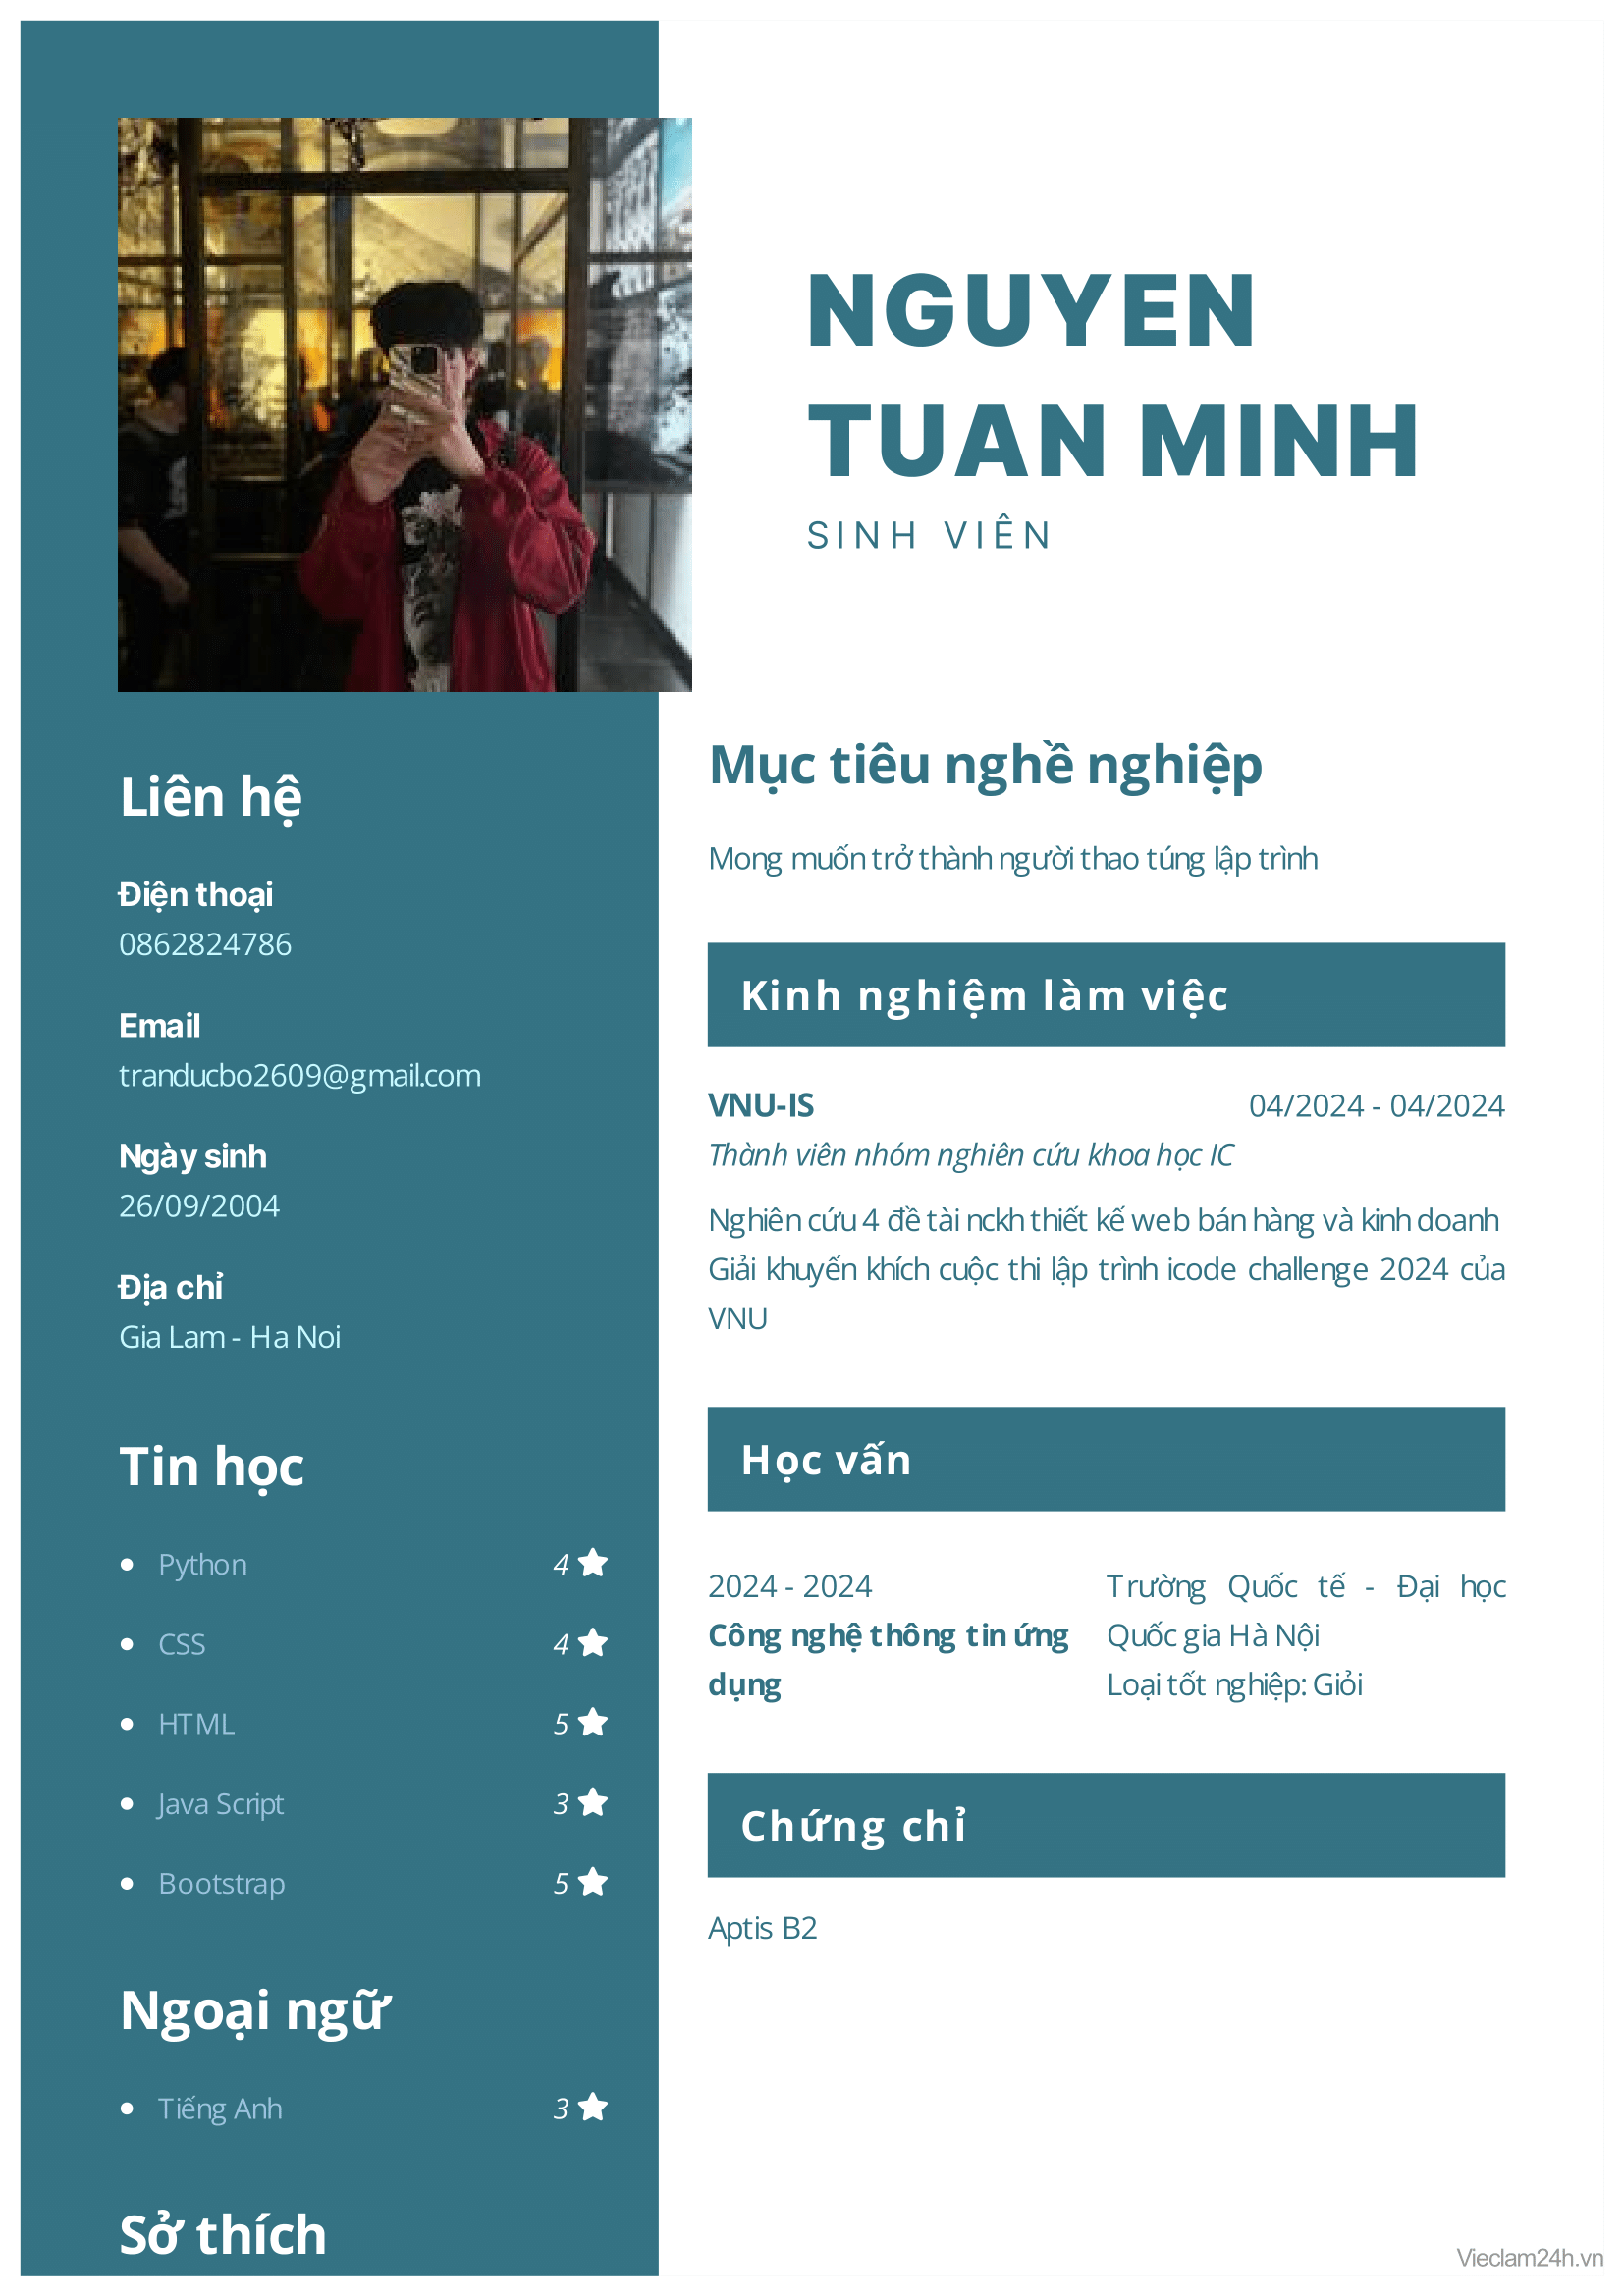 NGUYEN
TUAN MINH
SINH VIÊN
Liên hệ
Điện thoại
0862824786
Email
tranducbo2609@gmail.com
Ngày sinh
26/09/2004
Địa chỉ
Gia Lam - Ha Noi
Tin học
Python 4
CSS 4
HTML 5
Java Script 3
Bootstrap 5
Ngoại ngữ
Tiếng Anh 3
Sở thích
Mục tiêu nghề nghiệp
Mong muốn trở thành người thao túng lập trình
Kinh nghiệm làm việc
VNU-IS 04/2024 - 04/2024
Thành viên nhóm nghiên cứu khoa học IC
Nghiên cứu 4 đề tài nckh thiết kế web bán hàng và kinh doanh
Giải khuyến khích cuộc thi lập trình icode challenge 2024 của
VNU
Học vấn
2024 - 2024
Công nghệ thông tin ứng
dụng
Trường Quốc tế - Đại học
Quốc gia Hà Nội
Loại tốt nghiệp: Giỏi
Chứng chỉ
Aptis B2
Vieclam24h.vn